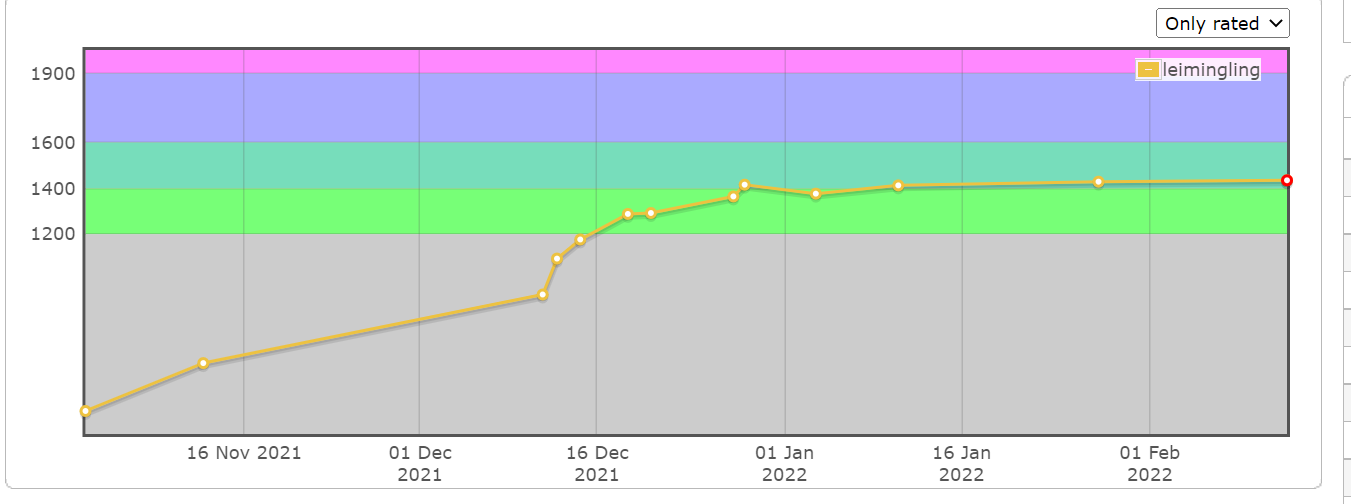 Only rated
leimingling
1900
1600
1400
1200
16 Nov 2021
01 Dec
2021
16 Dec
2021
01 Jan
2022
16 Jan
2022
01 Feb
2022